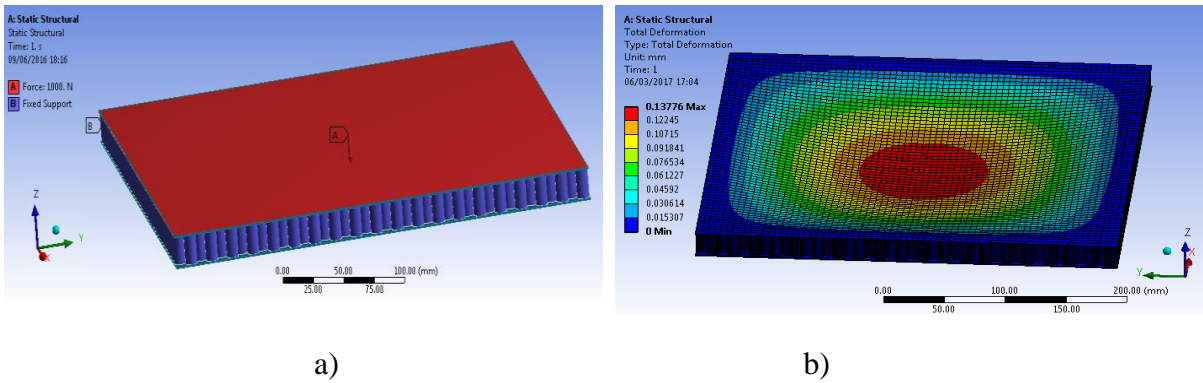 A: Static Structural
Static Structural
Time: 1. s
09/06/2016 18:16
A Force: 1000. N
B Fixed Support
B
A
Z
Y
X
0.00 50.00 100.00 (mm)
25.00 75.00
A: Static Structural
Total Deformation
Type: Total Deformation
Unit: mm
Time: 1
06/03/2017 17:04
0.13776 Max
0.12245
0.10715
0.091841
0.076534
0.061227
0.04592
0.030614
0.015307
0 Min
Z
X
Y
0.00 100.00 200.00 (mm)
50.00 150.00
a) b)